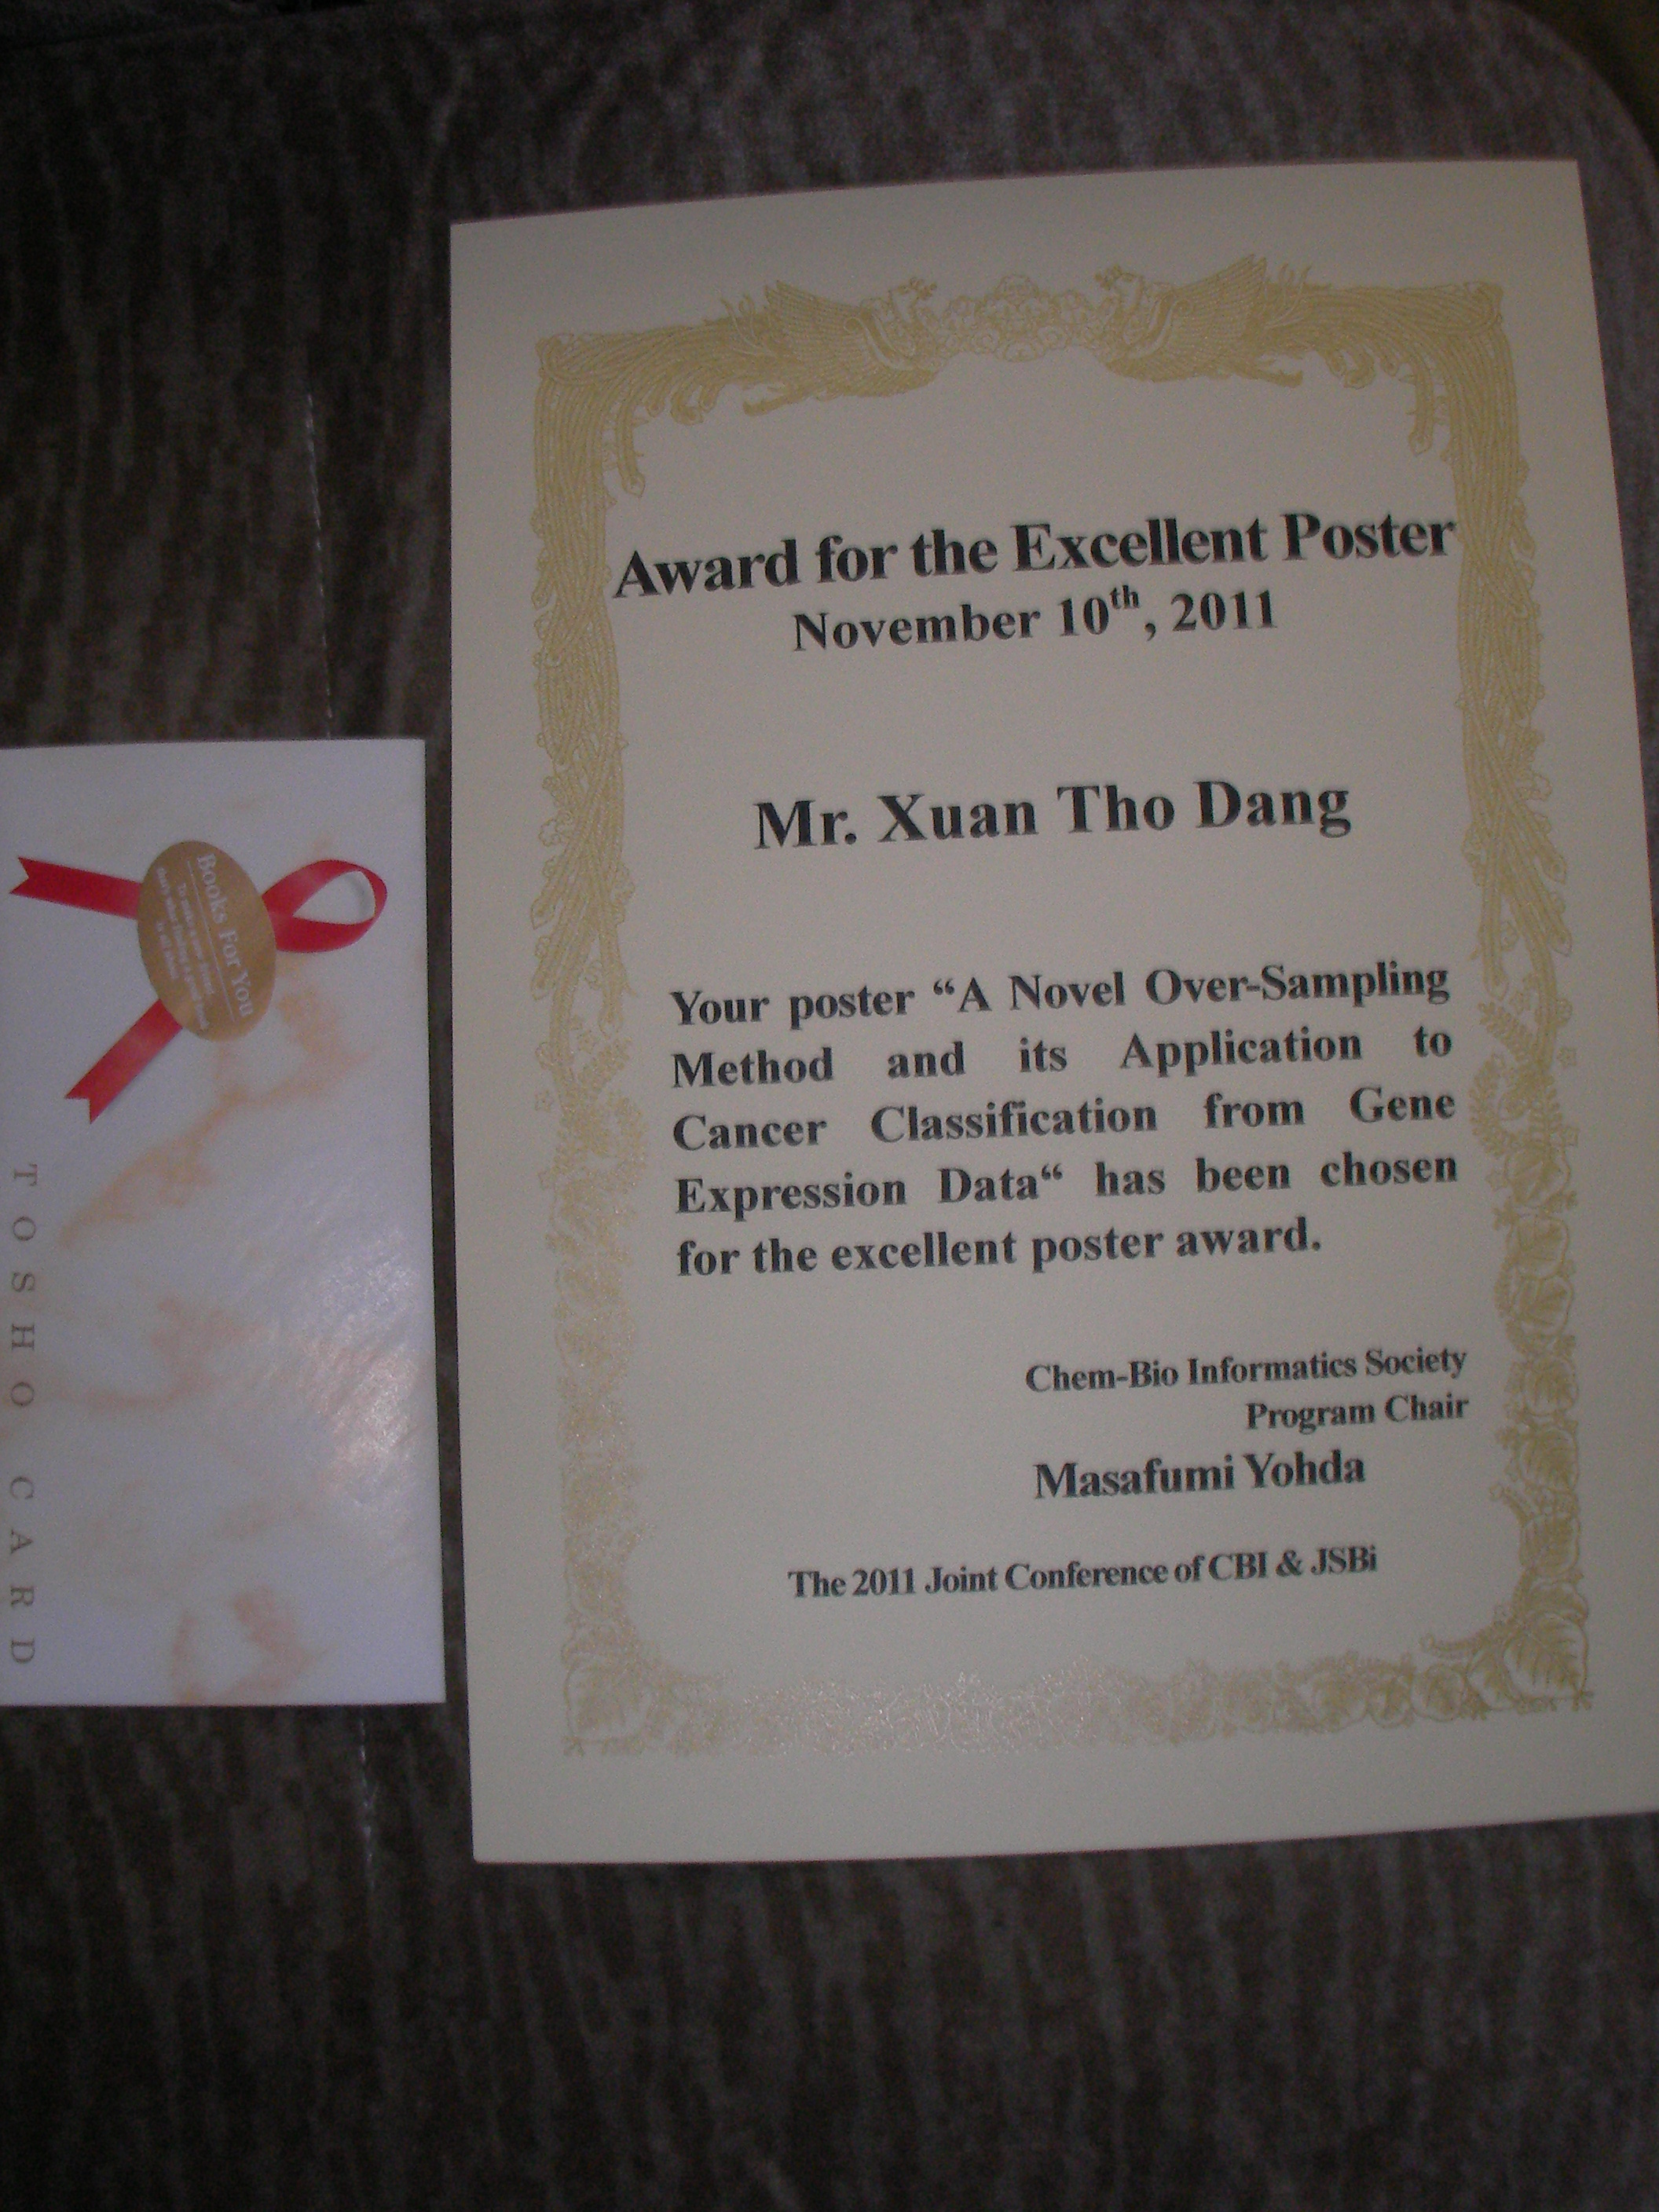 Award for the Excellent Poster
November 10th, 2011
Mr. Xuan Tho Dang
Your poster “A Novel Over-Sampling
Method and its Application to
Cancer Classification from Gene
Expression Data“ has been chosen
for the excellent poster award.
Chem-Bio Informatics Society
Program Chair
Masafumi Yohda
The 2011 Joint Conference of CBI & JSBi
Books For You
TOSHO CARD